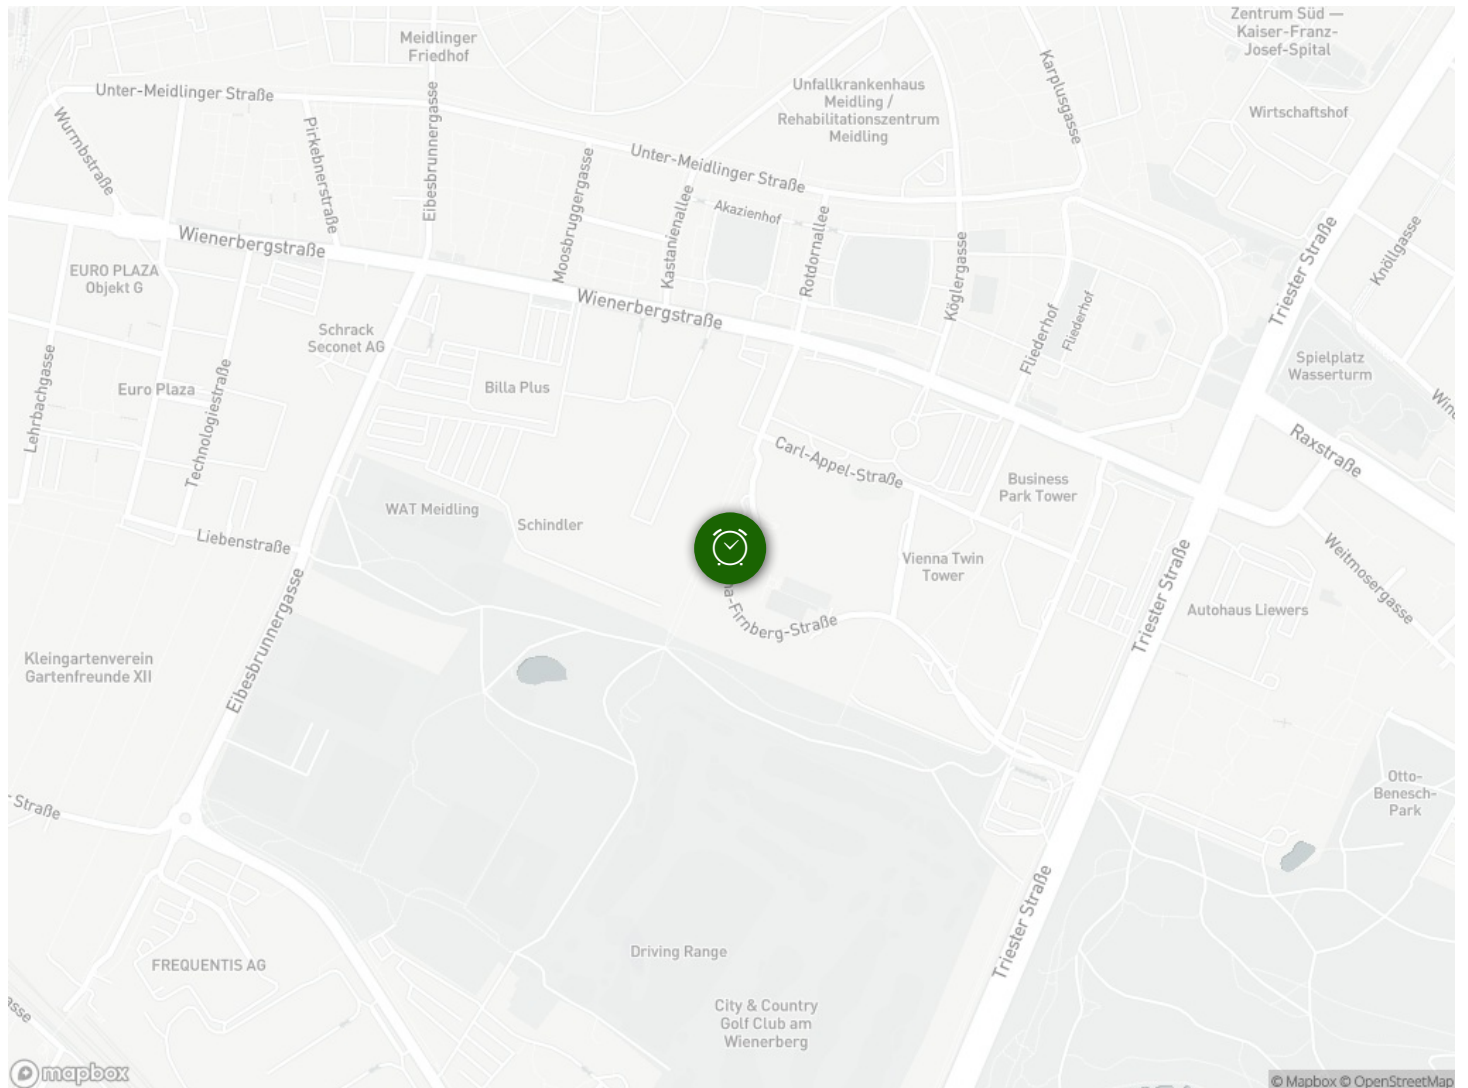 Zentrum Süd —
Kaiser-Franz-
Josef-Spital
Meidlinger
Friedhof
Karplusgasse
Unter-Meidlinger Straße
Unfallkrankenhaus
Meidling /
Rehabilitationszentrum
Meidling
Wirtschaftshof
Wurmbstraße
Pirkebnerstraße
Eibesbrunnergasse
Moosbruggergasse
Unter-Meidlinger Straße
Kastanienallee
Akazienhof
Rotdornallee
Köglergasse
Triester Straße
Knöllgasse
Wienerbergstraße
EURO PLAZA
Objekt G
Wienerbergstraße
Schrack
Seconet AG
Fliederhof
Fliederhof
Spielplatz
Wasserturm
Lehrbachgasse
Euro Plaza
Technologiestraße
Billa Plus
Raxstraße
Carl-Appel-Straße
Business
Park Tower
WAT Meidling
Schindler
Liebenstraße
Vienna Twin
Tower
Weitmosergasse
Triester Straße
Autohaus Liewers
na-Firnberg-Straße
Eibesbrunnergasse
Kleingartenverein
Gartenfreunde XII
Otto-
Benesch-
Park
Straße
Triester Straße
Driving Range
FREQUENTIS AG
City & Country
Golf Club am
Wienerberg
asse
mapbox
© Mapbox © OpenStreetMap